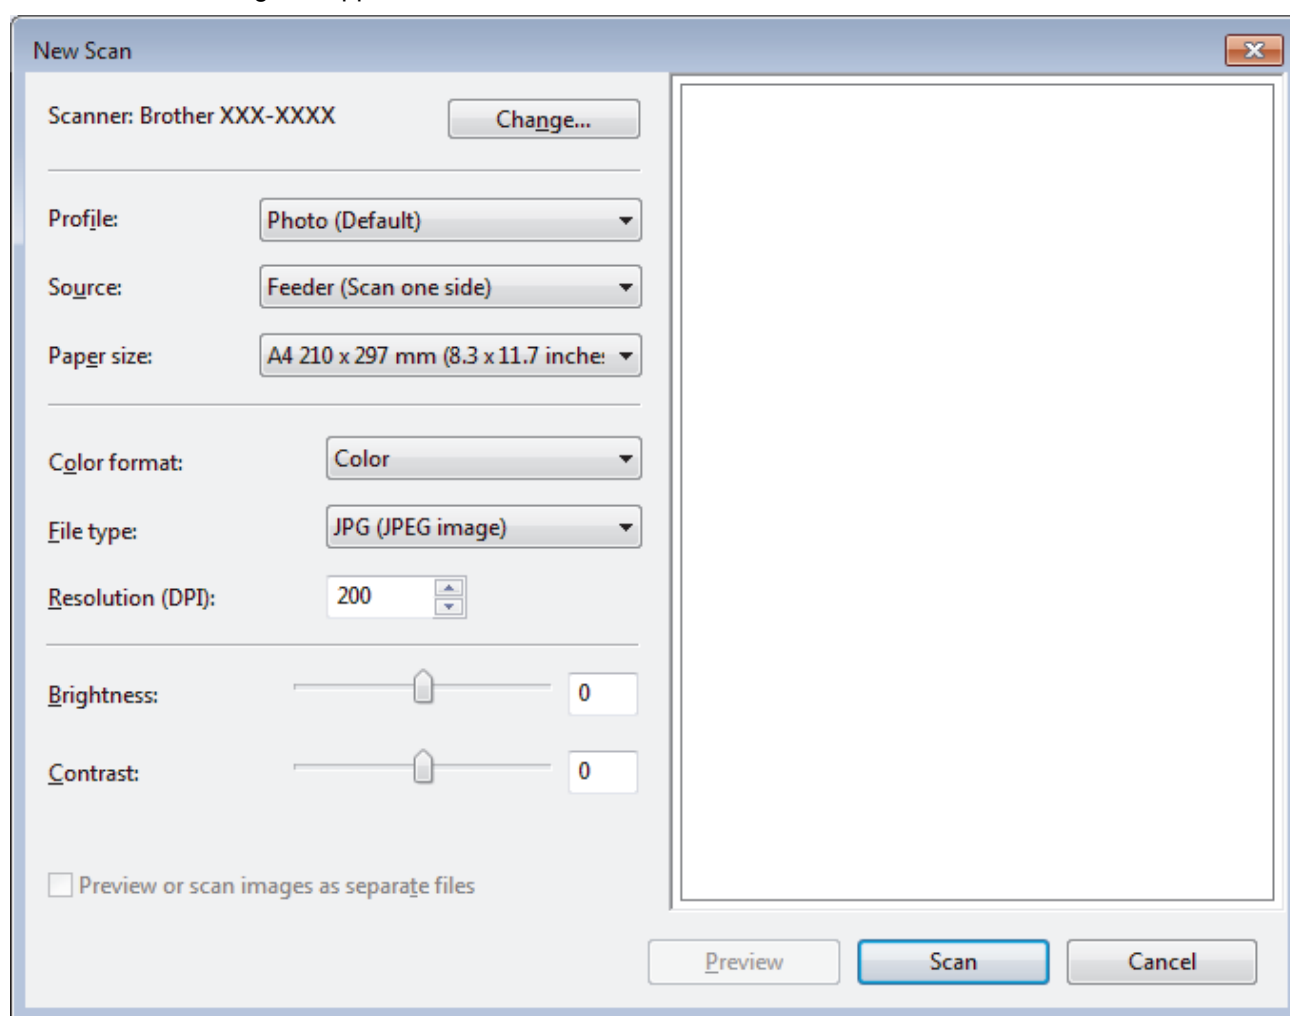 New Scan
Scanner: Brother XXX-XXXX
Change...
Profile:
Photo (Default)
Source:
Feeder (Scan one side)
Paper size:
A4 210 x 297 mm (8.3 x 11.7 inche
Color format:
Color
File type:
JPG (JPEG image)
Resolution (DPI):
200
Brightness:
0
Contrast:
0
Preview or scan images as separate files
Preview
Scan
Cancel